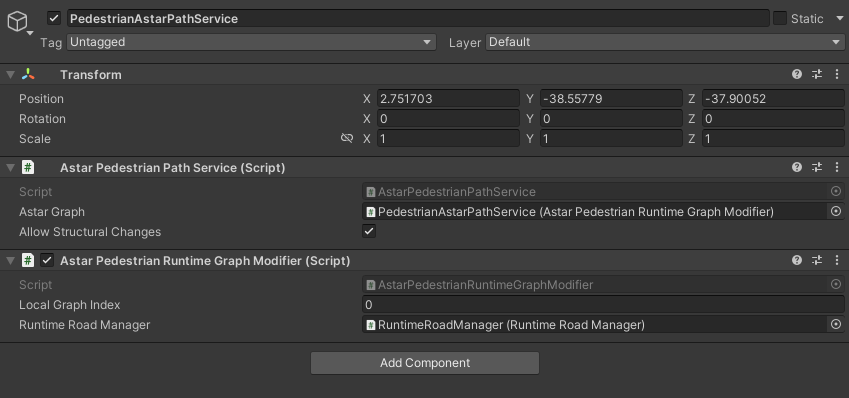 PedestrianAstarPathService Static
Tag Untagged Layer Default
Transform
Position X 2.751703 Y -38.55779 Z -37.90052
Rotation X 0 Y 0 Z 0
Scale X 1 Y 1 Z 1
# Astar Pedestrian Path Service (Script)
Script # AstarPedestrianPathService
Astar Graph # PedestrianAstarPathService (Astar Pedestrian Runtime Graph Modifier)
Allow Structural Changes
# Astar Pedestrian Runtime Graph Modifier (Script)
Script # AstarPedestrianRuntimeGraphModifier
Local Graph Index 0
Runtime Road Manager # RuntimeRoadManager (Runtime Road Manager)
Add Component